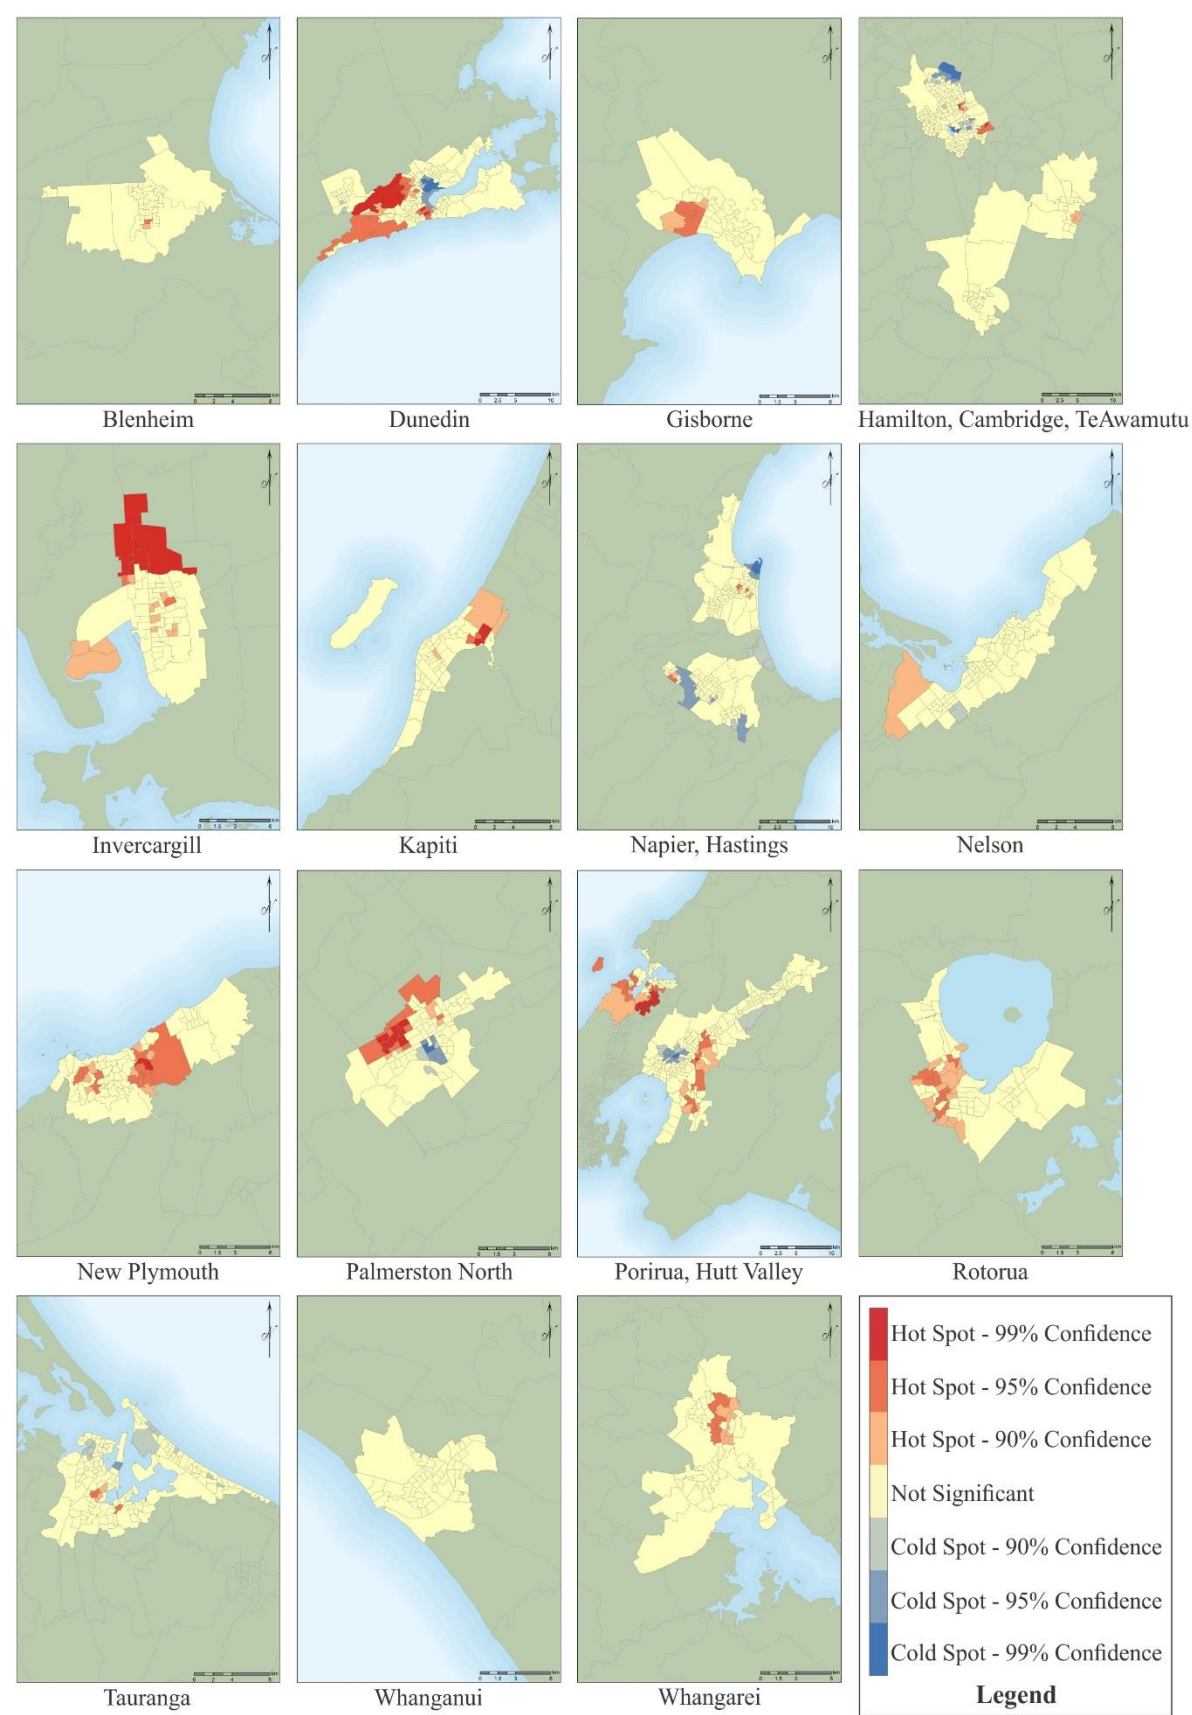 Blenheim
Dunedin
Gisborne
Hamilton, Cambridge, TeAwamutu
Invercargill
Kapiti
Napier, Hastings
Nelson
New Plymouth
Palmerston North
Porirua, Hutt Valley
Rotorua
Tauranga
Whanganui
Whangarei
Hot Spot - 99% Confidence
Hot Spot - 95% Confidence
Hot Spot - 90% Confidence
Not Significant
Cold Spot - 90% Confidence
Cold Spot - 95% Confidence
Cold Spot - 99% Confidence
Legend